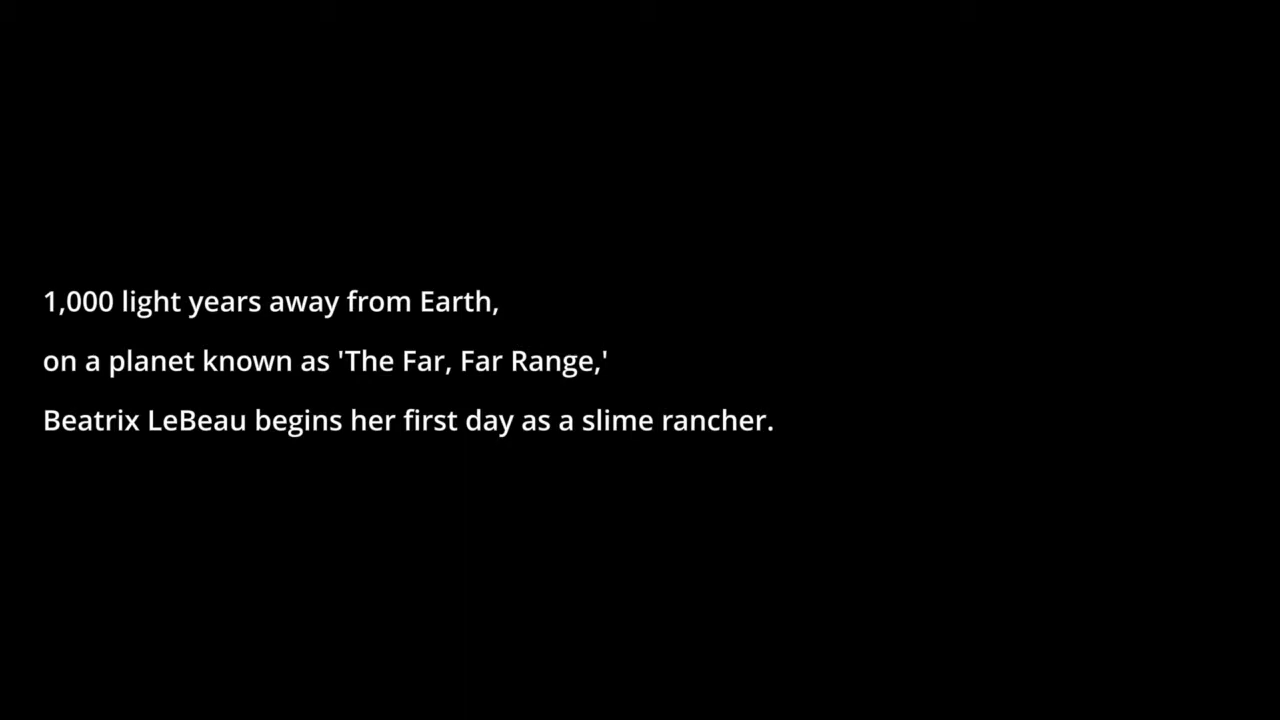 1,000 light years away from Earth,
on a planet known as 'The Far, Far Range,'
Beatrix LeBeau begins her first day as a slime rancher.